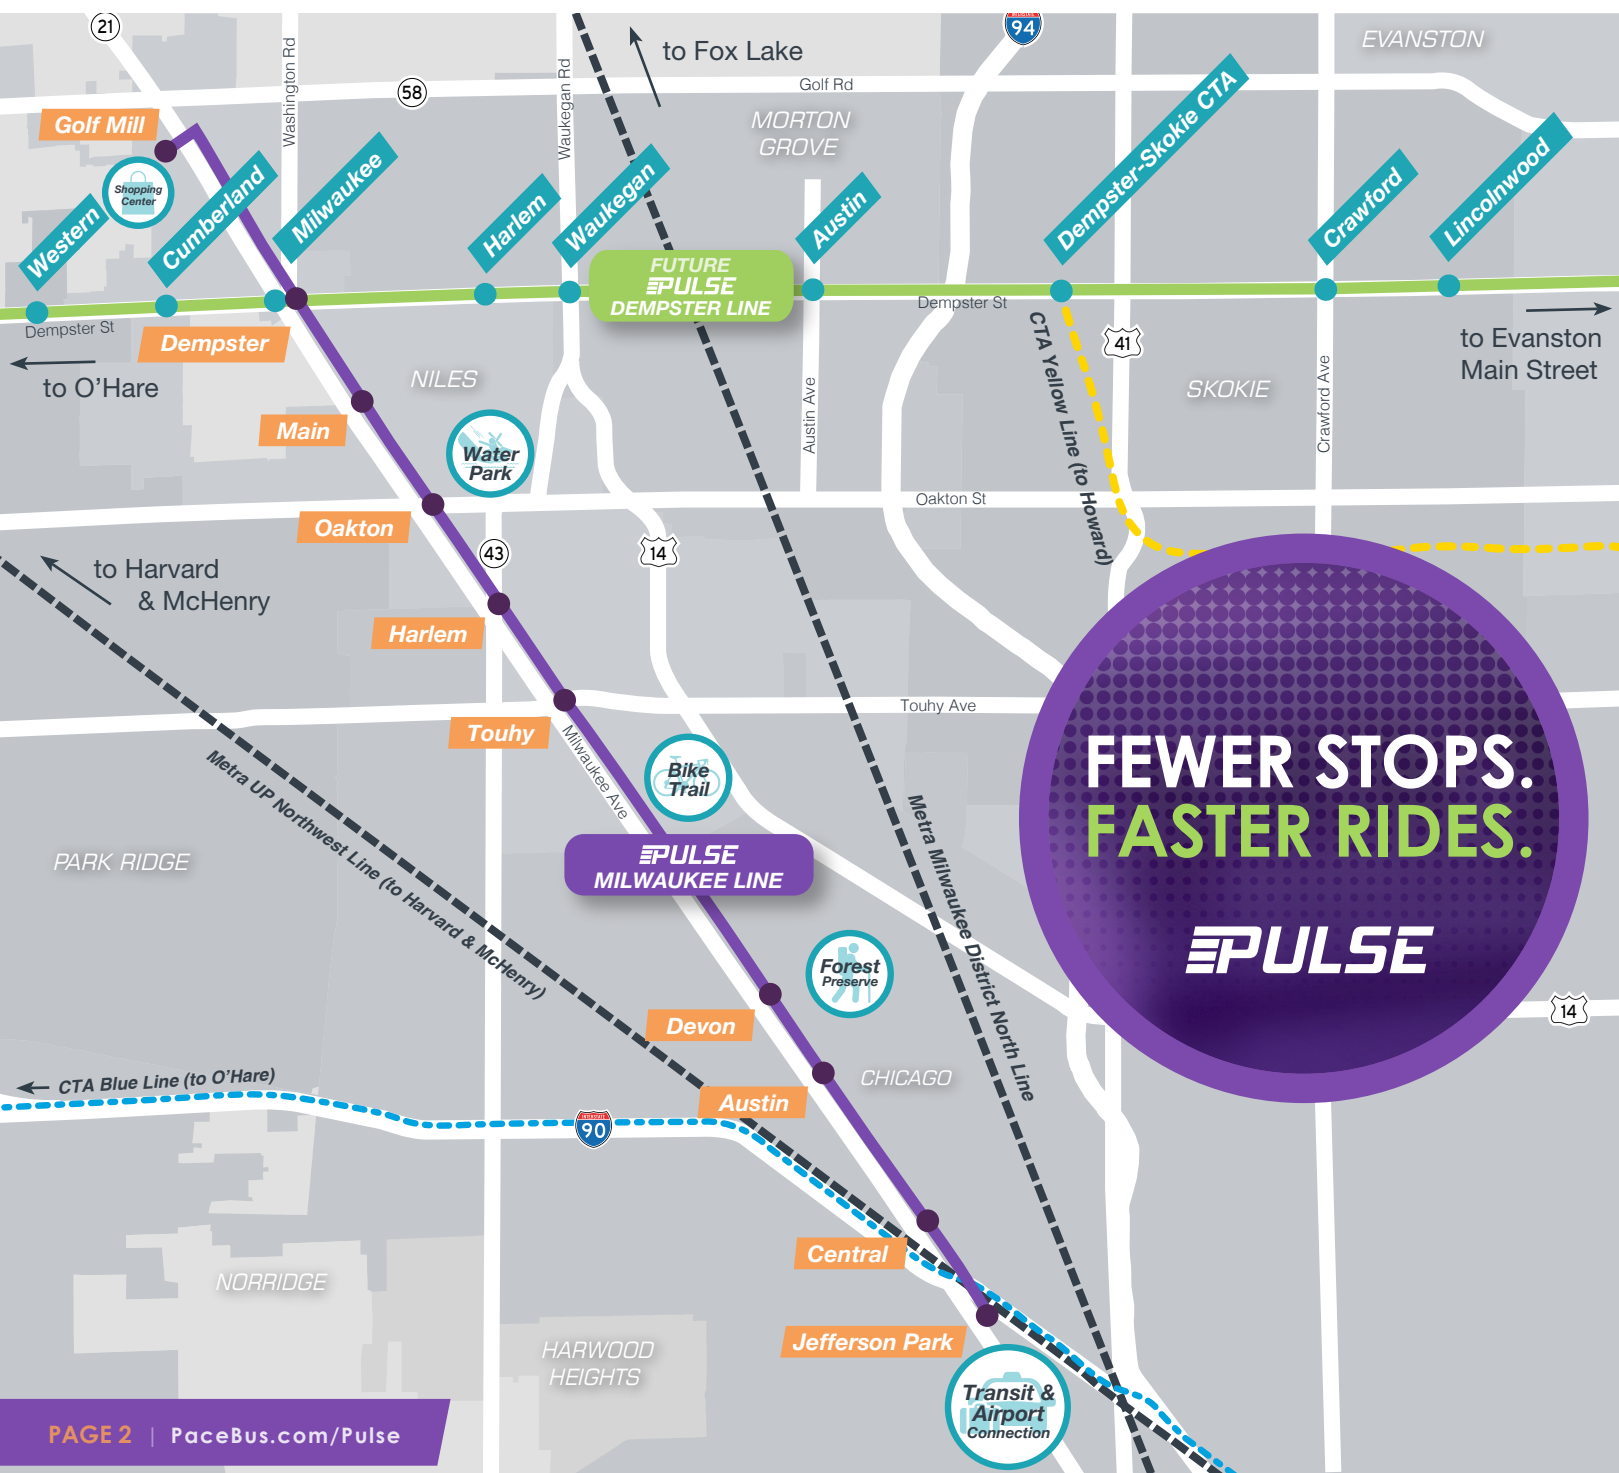 21
Washington Rd
Waukegan Rd
to Fox Lake
94
EVANSTON
58
Golf Rd
Golf Mill
MORTON
GROVE
Shopping
Center
Western
Cumberland
Milwaukee
Harlem
Waukegan
Austin
Dempster-Skokie CTA
Crawford
Lincolnwood
FUTURE
PULSE
DEMPSTER LINE
Dempster St
Dempster St
Dempster
to O'Hare
41
to Evanston
Main Street
NILES
SKOKIE
CTA Yellow Line (to Howard)
Austin Ave
Crawford Ave
Main
Water
Park
Oakton
Oakton St
43
14
to Harvard
& McHenry
Harlem
Touhy
Touhy Ave
Milwaukee Ave
Bike
Trail
Metra UP Northwest Line (to Harvard & McHenry)
Metra Milwaukee District North Line
FEWER STOPS.
FASTER RIDES.
PULSE
PARK RIDGE
PULSE
MILWAUKEE LINE
Forest
Preserve
Devon
14
CTA Blue Line (to O'Hare)
CHICAGO
Austin
INTERSTATE
90
Central
NORRIDGE
Jefferson Park
HARWOOD
HEIGHTS
Transit &
Airport
Connection
PAGE 2 | PaceBus.com/Pulse